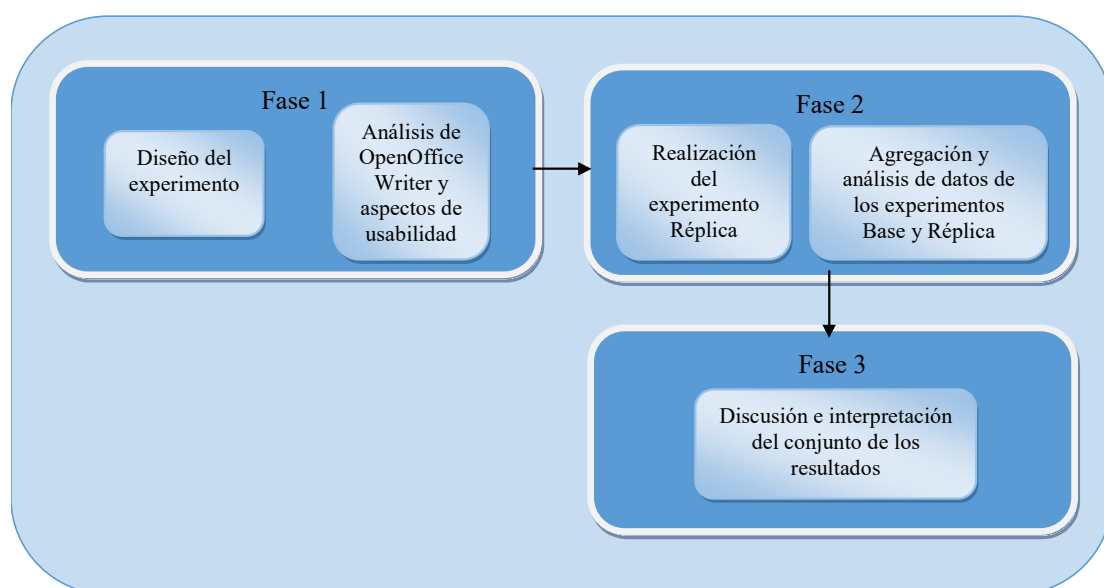 Fase 1
Diseño del
experimento
Análisis de
OpenOffice
Writer y
aspectos de
usabilidad
Fase 2
Realización
del
experimento
Réplica
Agregación y
análisis de datos de
los experimentos
Base y Réplica
Fase 3
Discusión e interpretación
del conjunto de los
resultados